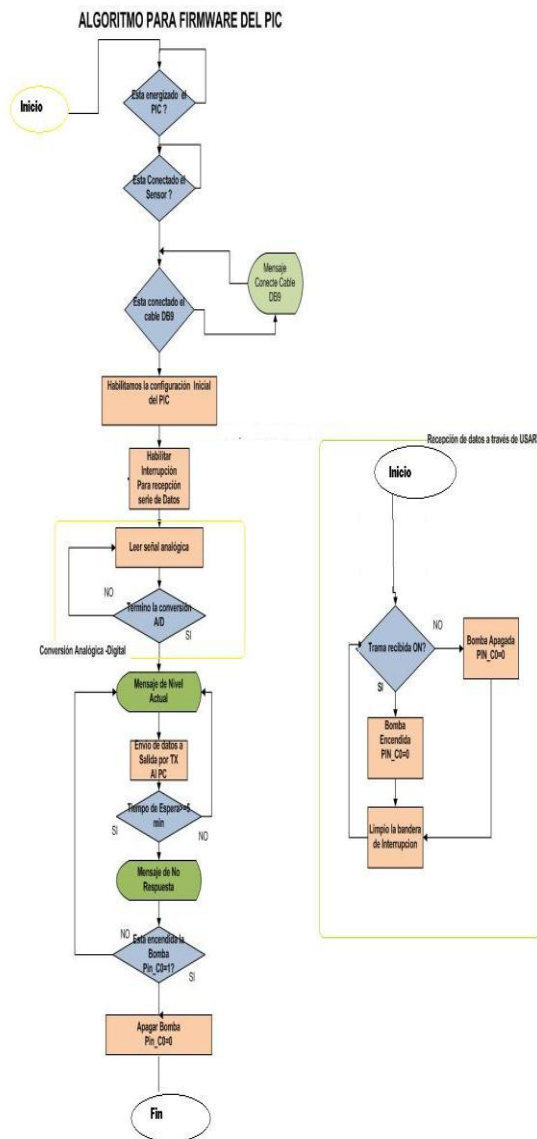 ALGORITMO PARA FIRMWARE DEL PIC
Inicio
Esta energizado el
PIC ?
Esta Conectado el
Sensor ?
Mensaje
Conecte Cable
DB9
Esta conectado el
cable DB9
Habilitamos la configuración Inicial
del PIC
Habilitar
Interrupción
Para recepción
serie de Datos
Leer señal analógica
NO
Termino la conversión
A/D
SI
Conversión Analógica -Digital
Mensaje de Nivel
Actual
Envio de datos a
Salida por TX
Al PC
Tiempo de Espera>=5
min
SI
NO
Mensaje de No
Respuesta
NO
Esta encendida la
Bomba
Pin_C0=1?
SI
Apagar Bomba
Pin_C0=0
Fin
Recepción de datos a través de USAR
Inicio
Trama recibida ON?
NO
Bomba Apagada
PIN_C0=0
SI
Bomba
Encendida
PIN_C0=0
Limpio la bandera
de Interrupcion